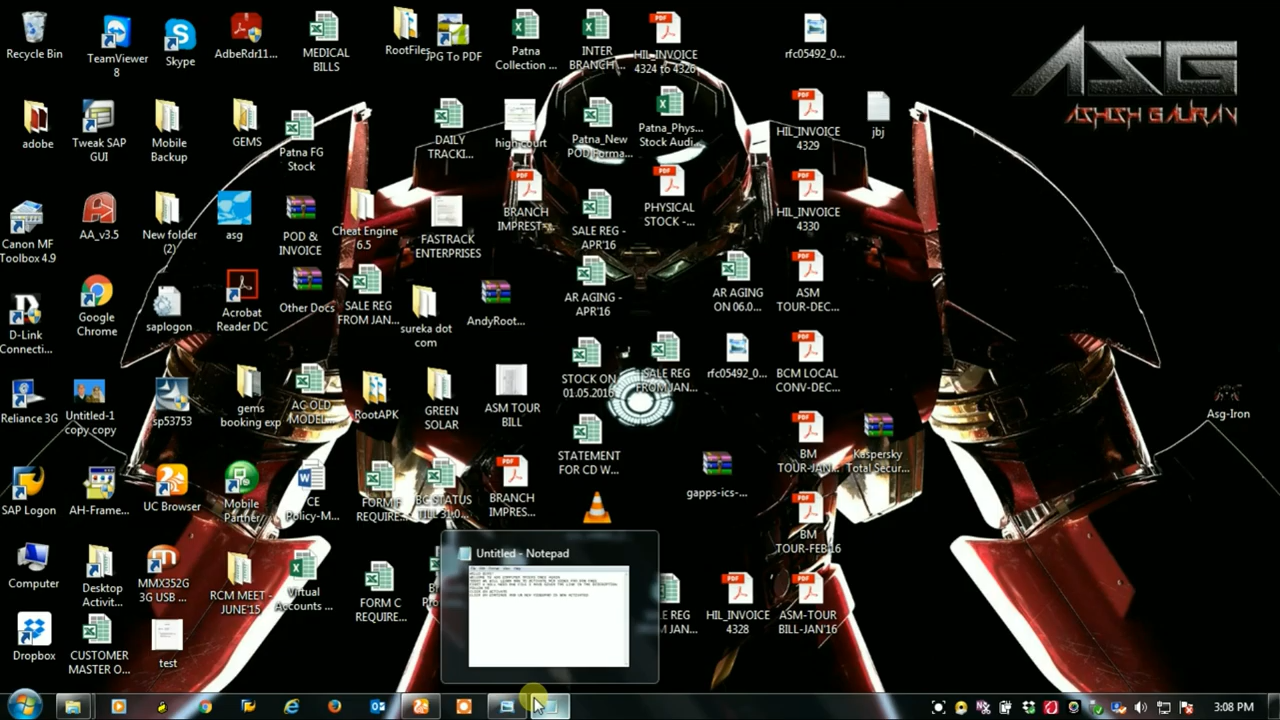 Recycle Bin
TeamViewer
8
Skype
AdbeRdr11...
MEDICAL
BILLS
RootFiles
JPG To PDF
Patna
Collection ...
INTER
BRANCH...
HIL_INVOICE
4324 to 4326
rfc05492_0...
ASG
ASHISH GAURAV
adobe
Tweak SAP
GUI
Mobile
Backup
GEMS
Patna FG
Stock
DAILY
TRACKI...
high court
Patna_New
POD Forma...
Patna_Phys...
Stock Audi...
HIL_INVOICE
4329
jbj
Canon MF
Toolbox 4.9
AA_v3.5
New folder
(2)
asg
POD &
INVOICE
Cheat Engine
6.5
FASTRACK
ENTERPRISES
BRANCH
IMPREST-...
SALE REG -
APR'16
PHYSICAL
STOCK -...
HIL_INVOICE
4330
D-Link
Connecti...
Google
Chrome
saplogon
Acrobat
Reader DC
Other Docs
SALE REG
FROM JAN...
sureka dot
com
AndyRoot...
AR AGING -
APR'16
AR AGING
ON 06.0...
ASM
TOUR-DEC...
Reliance 3G
Untitled-1
copy copy
sp53753
gems
booking exp
AC OLD
MODEL...
RootAPK
GREEN
SOLAR
ASM TOUR
BILL
STOCK ON
01.05.2016
SALE REG
FROM JAN...
rfc05492_0...
BCM LOCAL
CONV-DEC...
Asg-Iron
SAP Logon
AH-Frame...
UC Browser
Mobile
Partner
CE
Policy-M...
FORM F
REQUIRE...
BC STATUS
TILL 31.0...
BRANCH
IMPRES...
STATEMENT
FOR CD W...
gapps-ics-...
BM
TOUR-JAN...
Kaspersky
Total Secur...
Computer
Desktop
Activit...
MMX352G
3G USB ...
RCM MEET -
JUNE'15
Virtual
Accounts ...
FORM C
REQUIRE...
Untitled - Notepad
HIL_INVOICE
4328
BM
TOUR-FEB'16
ASM-TOUR
BILL-JAN'16
Dropbox
CUSTOMER
MASTER O...
test
3:08 PM